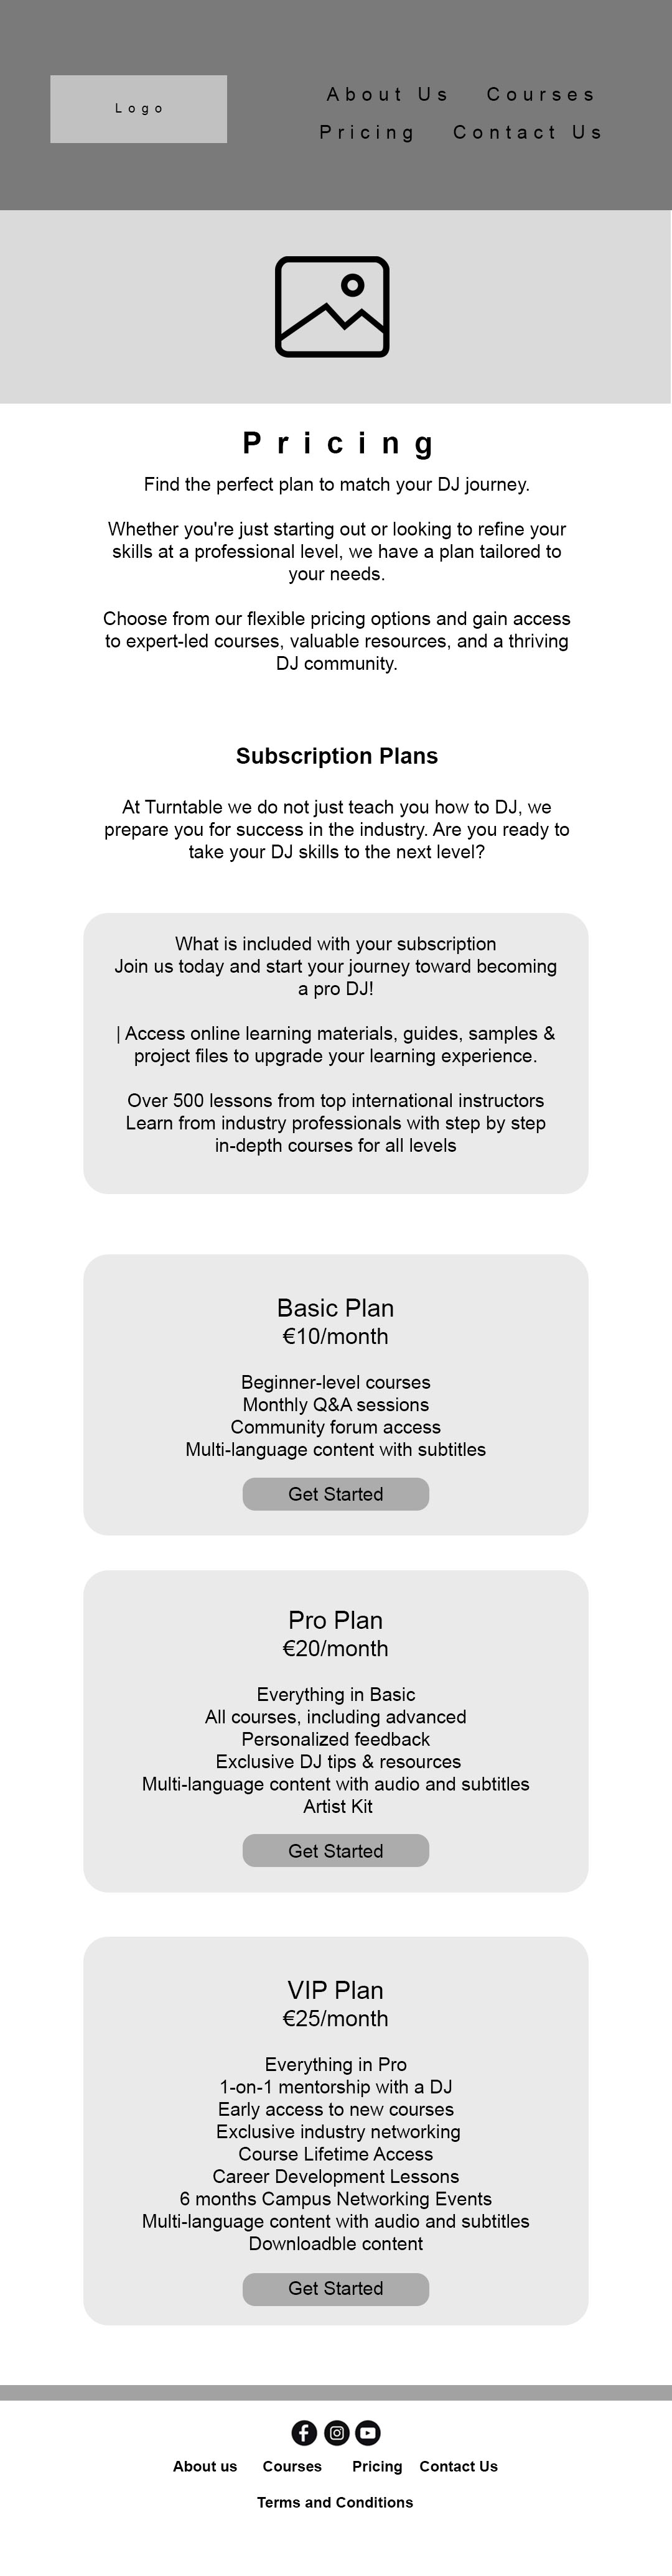 Logo
About Us Courses
Pricing Contact Us
Pricing
Find the perfect plan to match your DJ journey.
Whether you're just starting out or looking to refine your
skills at a professional level, we have a plan tailored to
your needs.
Choose from our flexible pricing options and gain access
to expert-led courses, valuable resources, and a thriving
DJ community.
Subscription Plans
At Turntable we do not just teach you how to DJ, we
prepare you for success in the industry. Are you ready to
take your DJ skills to the next level?
What is included with your subscription
Join us today and start your journey toward becoming
a pro DJ!
| Access online learning materials, guides, samples &
project files to upgrade your learning experience.
Over 500 lessons from top international instructors
Learn from industry professionals with step by step
in-depth courses for all levels
Basic Plan
€10/month
Beginner-level courses
Monthly Q&A sessions
Community forum access
Multi-language content with subtitles
Get Started
Pro Plan
€20/month
Everything in Basic
All courses, including advanced
Personalized feedback
Exclusive DJ tips & resources
Multi-language content with audio and subtitles
Artist Kit
Get Started
VIP Plan
€25/month
Everything in Pro
1-on-1 mentorship with a DJ
Early access to new courses
Exclusive industry networking
Course Lifetime Access
Career Development Lessons
6 months Campus Networking Events
Multi-language content with audio and subtitles
Downloadble content
Get Started
About us Courses Pricing Contact Us
Terms and Conditions